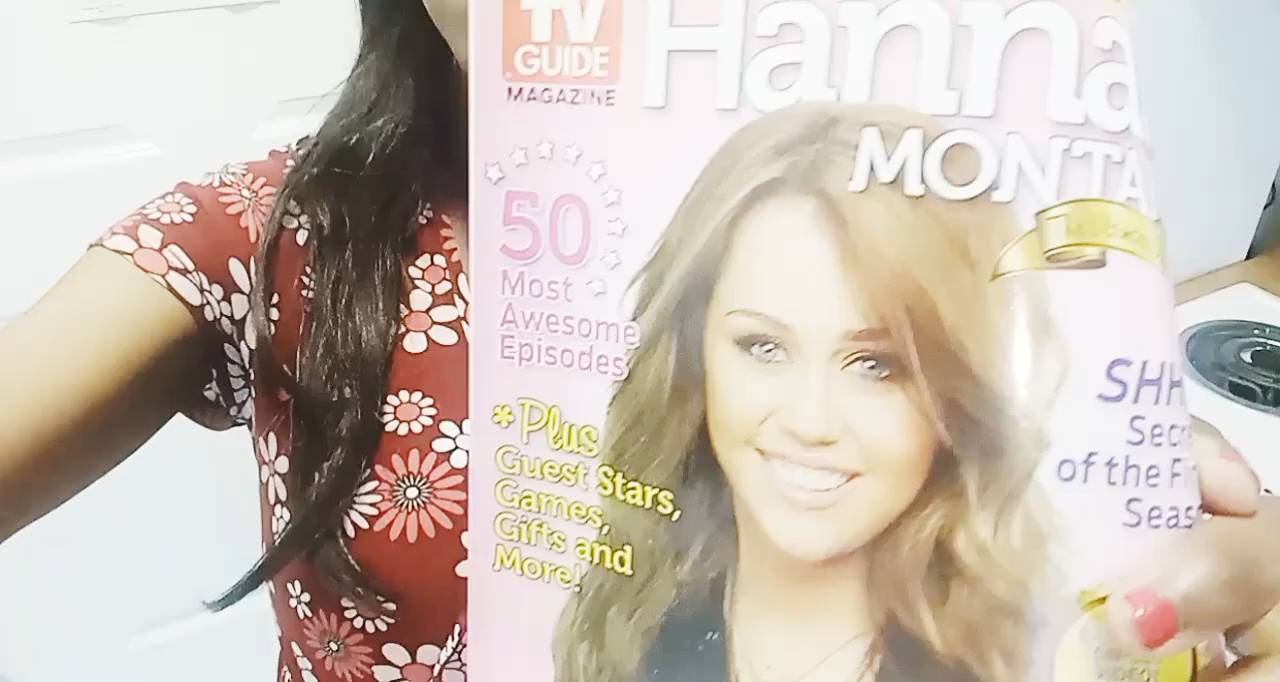 TV
GUIDE
MAGAZINE
Hanna
MONTA
50
Most
Awesome
Episodes
*Plus
Guest Stars,
Games,
Gifts and
More!
SHH
Sec
of the Fi
Seas